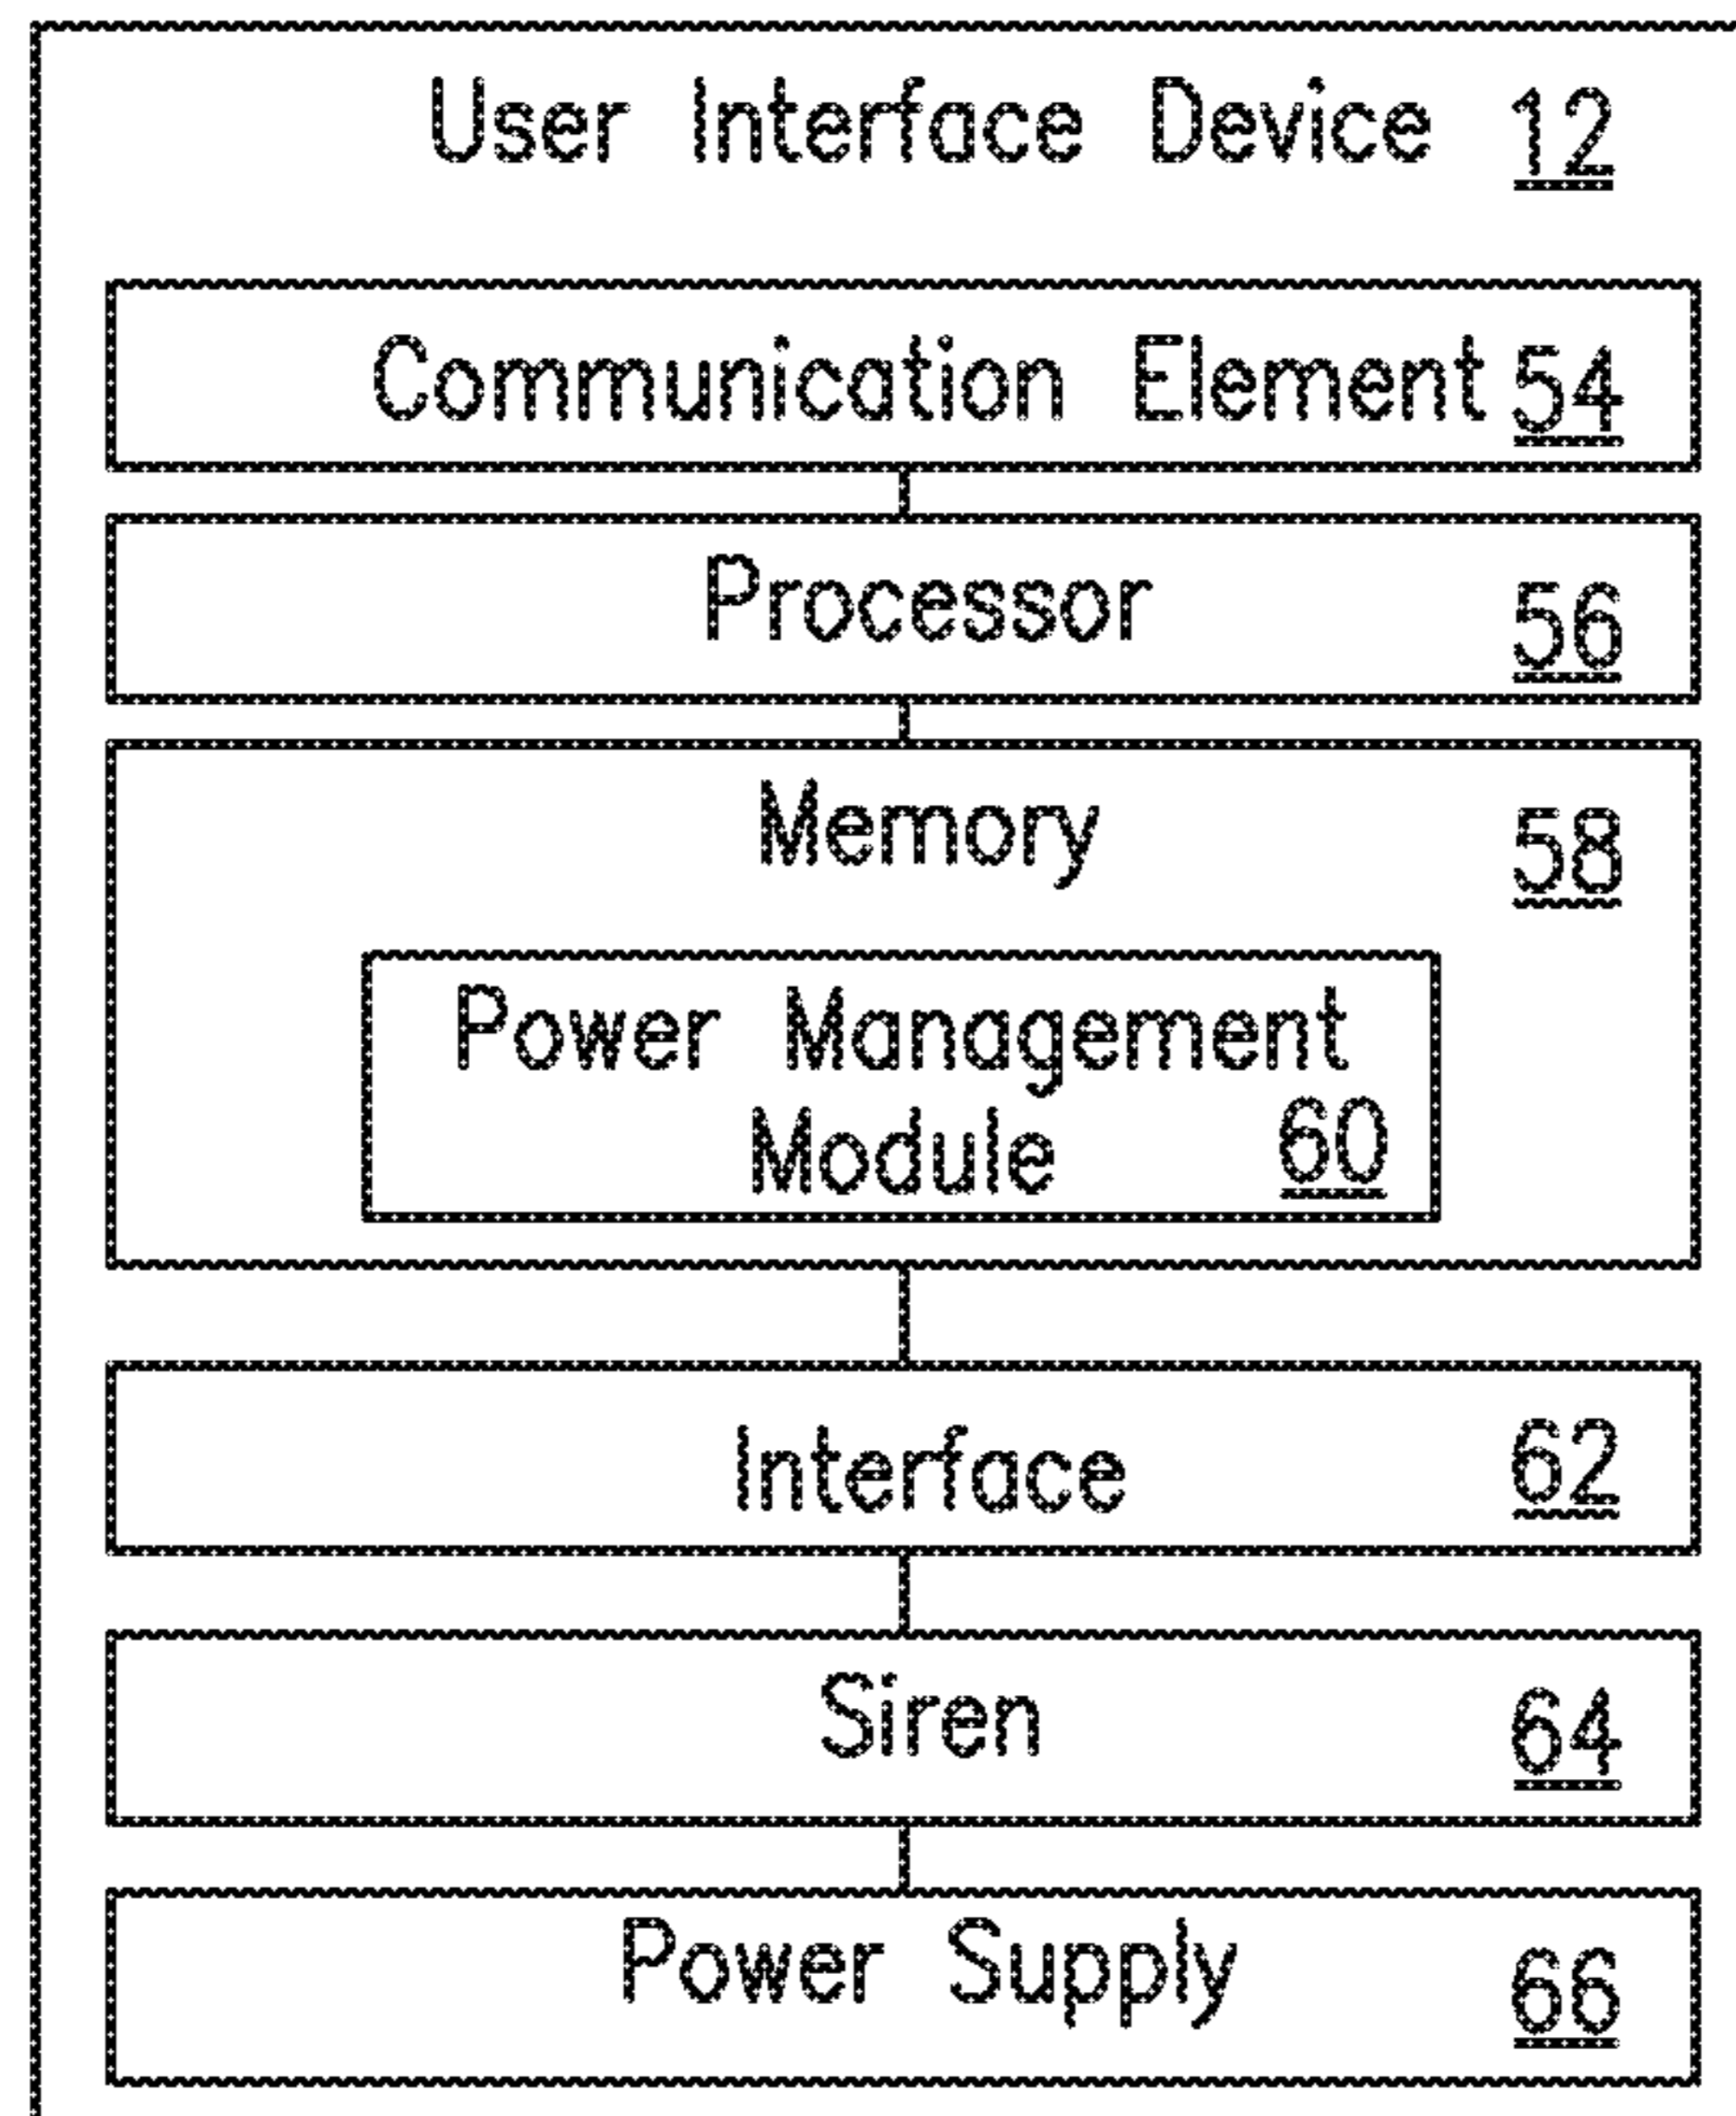 User Interface Device 12
Communication Element 54
Processor 56
Memory 58
Power Management
Module 60
Interface 62
Siren 64
Power Supply 66